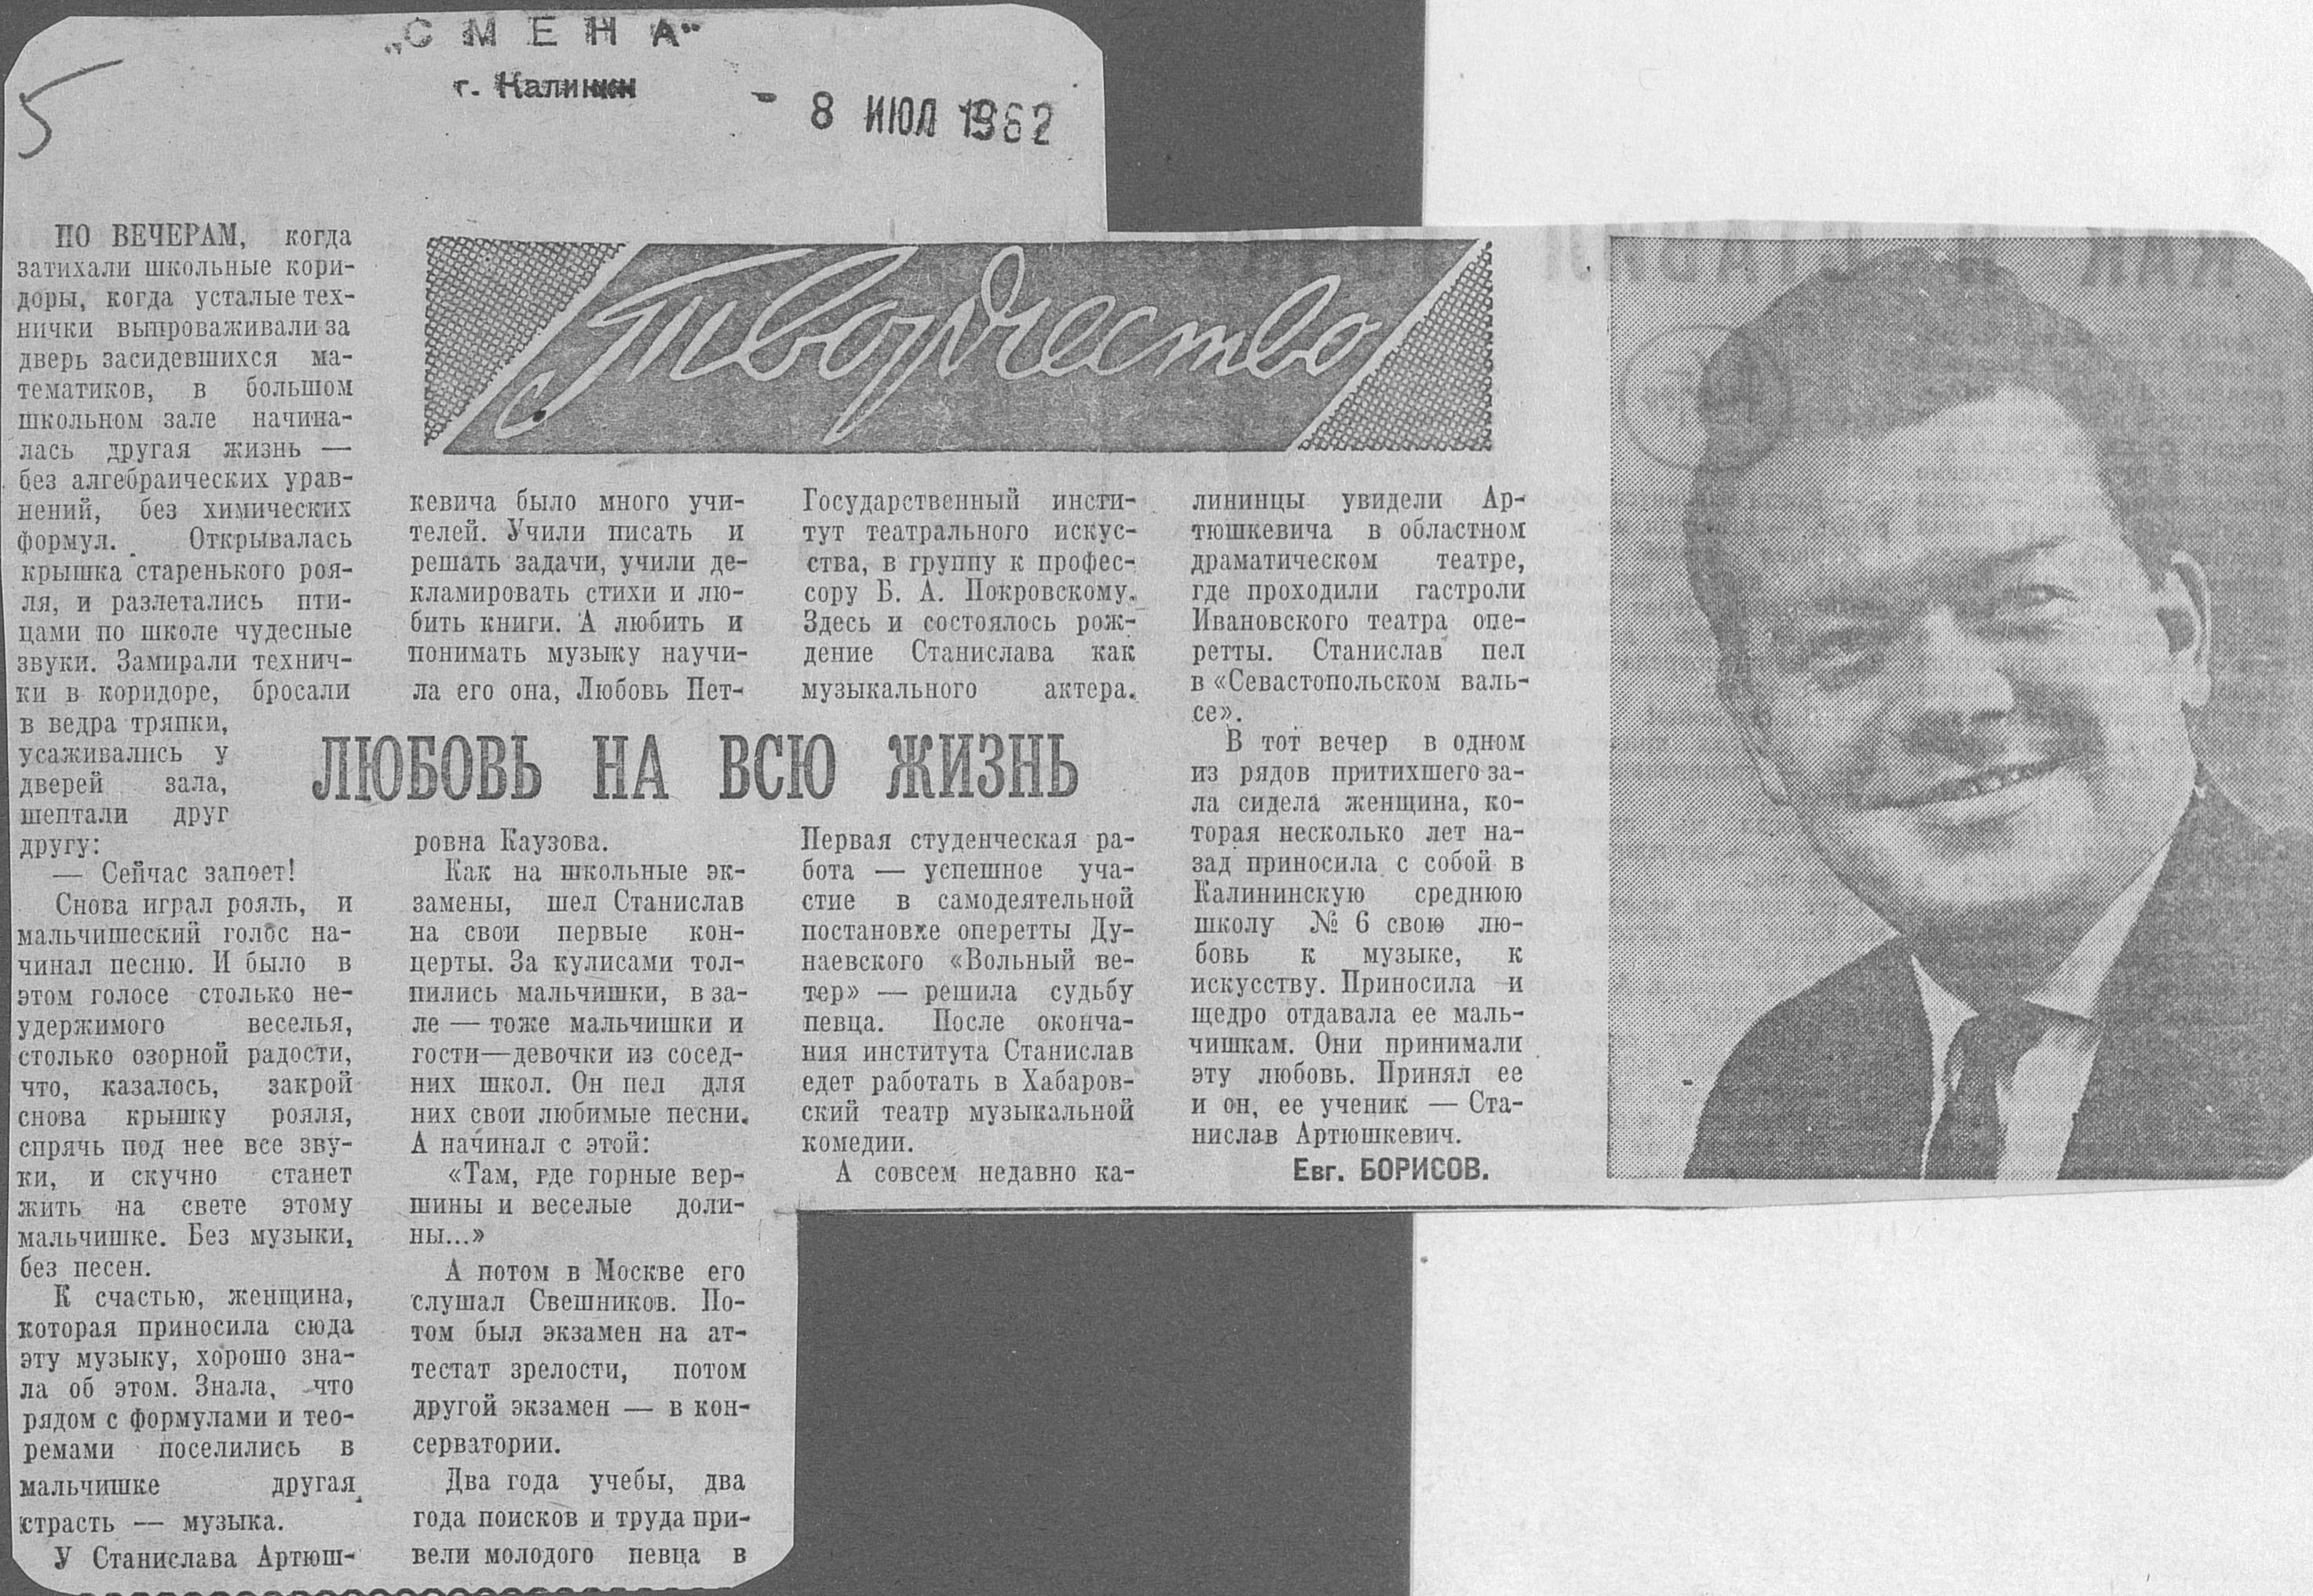 „СМЕНА"
г. Калинин
- 8 ИЮЛ 1962
5
Творчество
ПО ВЕЧЕРАМ, когда
затихали школьные кори-
доры, когда усталые тех-
нички выпроваживали за
дверь засидевшихся ма-
тематиков, в большом
школьном зале начина-
лась другая жизнь —
без алгебраических урав-
нений, без химических
формул. Открывалась
крышка старенького роя-
ля, и разлетались пти-
цами по школе чудесные
звуки. Замирали технич-
ки в коридоре, бросали
в ведра тряпки,
усаживались у
дверей зала,
шептали друг
другу:
— Сейчас запоет!
Снова играл рояль, и
мальчишеский голос на-
чинал песню. И было в
этом голосе столько не-
удержимого веселья,
столько озорной радости,
что, казалось, закрой
снова крышку рояля,
спрячь под нее все зву-
ки, и скучно станет
жить на свете этому
мальчишке. Без музыки,
без песен.
К счастью, женщина,
которая приносила сюда
эту музыку, хорошо зна-
ла об этом. Знала, что
рядом с формулами и тео-
ремами поселились в
мальчишке другая
страсть — музыка.
У Станислава Артюш-
кевича было много учи-
телей. Учили писать и
решать задачи, учили де-
кламировать стихи и лю-
бить книги. А любить и
понимать музыку научи-
ла его она, Любовь Пет-
ЛЮБОВЬ НА ВСЮ ЖИЗНЬ
ровна Каузова.
Как на школьные эк-
замены, шел Станислав
на свои первые кон-
церты. За кулисами тол-
пились мальчишки, в за-
ле — тоже мальчишки и
гости—девочки из сосед-
них школ. Он пел для
них свои любимые песни.
А начинал с этой:
«Там, где горные вер-
шины и веселые доли-
ны...»
А потом в Москве его
слушал Свешников. По-
том был экзамен на ат-
тестат зрелости, потом
другой экзамен — в кон-
серватории.
Два года учебы, два
года поисков и труда при-
вели молодого певца в
Государственный инсти-
тут театрального искус-
ства, в группу к профес-
сору Б. А. Покровскому.
Здесь и состоялось рож-
дение Станислава как
музыкального актера.
Первая студенческая ра-
бота — успешное уча-
стие в самодеятельной
постановке оперетты Ду-
наевского «Вольный ве-
тер» — решила судьбу
певца. После оконча-
ния института Станислав
едет работать в Хабаров-
ский театр музыкальной
комедии.
А совсем недавно ка-
лининцы увидели Ар-
тюшкевича в областном
драматическом театре,
где проходили гастроли
Ивановского театра опе-
ретты. Станислав пел
в «Севастопольском валь-
се».
В тот вечер в одном
из рядов притихшего за-
ла сидела женщина, ко-
торая несколько лет на-
зад приносила с собой в
Калининскую среднюю
школу № 6 свою лю-
бовь к музыке, к
искусству. Приносила и
щедро отдавала ее маль-
чишкам. Они принимали
эту любовь. Принял ее
и он, ее ученик — Ста-
нислав Артюшкевич.
Евг. БОРИСОВ.